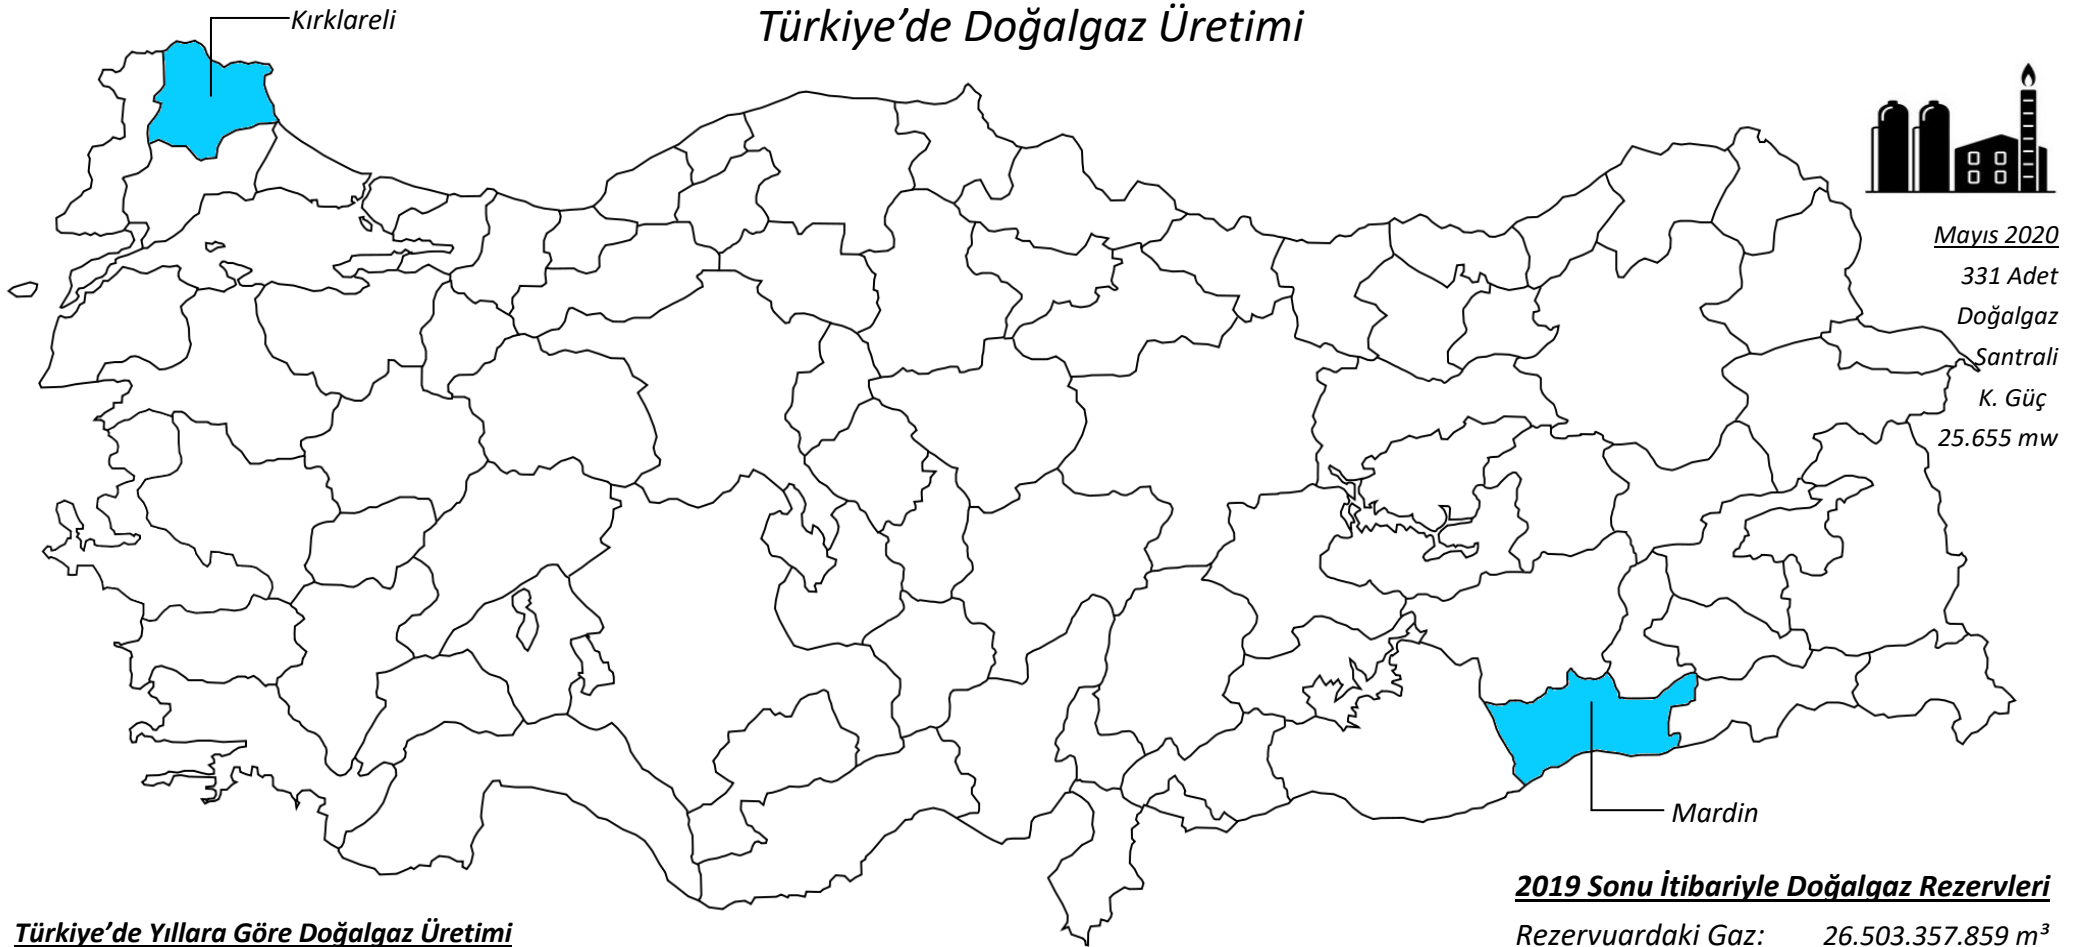 Türkiye’de Doğalgaz Üretimi
Kırklareli
Mayıs 2020
331 Adet
Doğalgaz
Santrali
K. Güç
25.655 mw
Mardin
2019 Sonu İtibariyle Doğalgaz Rezervleri
Rezervuardaki Gaz: 26.503.357.859 m³
Türkiye’de Yıllara Göre Doğalgaz Üretimi